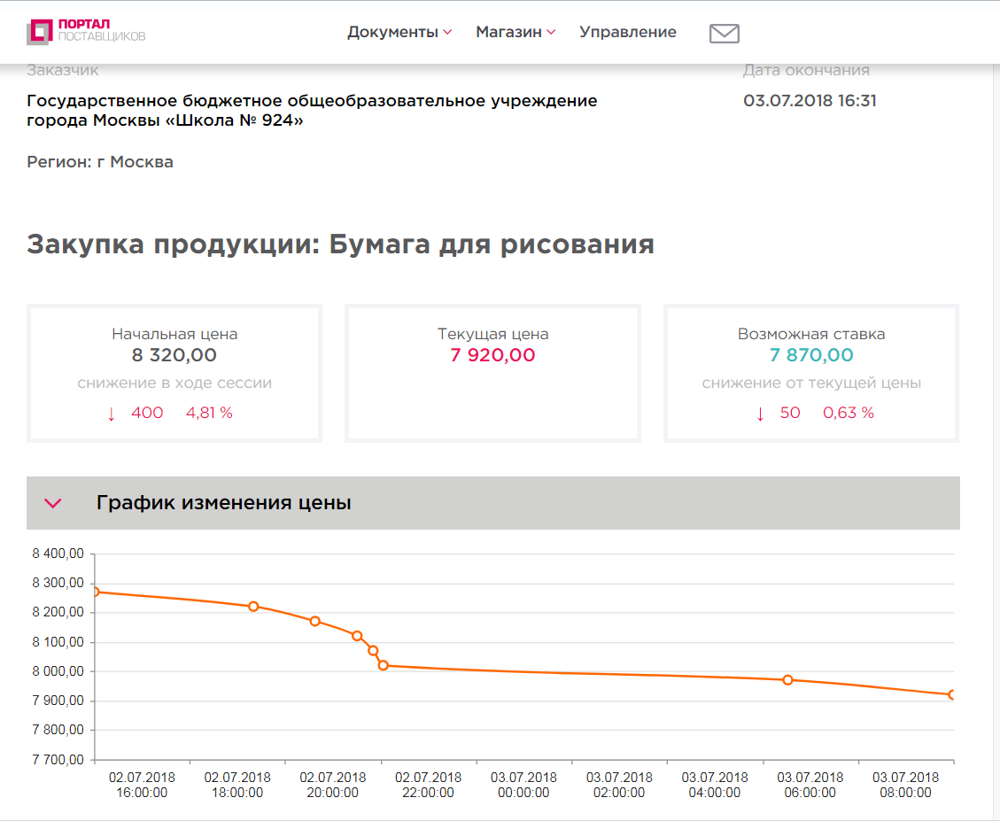 ПОРТАЛ
ПОСТАВЩИКОВ
Документы
Магазин
Управление
Заказчик
Дата окончания
Государственное бюджетное общеобразовательное учреждение
города Москвы «Школа № 924»
03.07.2018 16:31
Регион: г Москва
Закупка продукции: Бумага для рисования
Начальная цена
8 320,00
снижение в ходе сессии
↓ 400 4,81 %
Текущая цена
7 920,00
Возможная ставка
7 870,00
снижение от текущей цены
↓ 50 0,63 %
График изменения цены
8 400,00
8 300,00
8 200,00
8 100,00
8 000,00
7 900,00
7 800,00
7 700,00
02.07.2018 02.07.2018 02.07.2018 02.07.2018 03.07.2018 03.07.2018 03.07.2018 03.07.2018 03.07.2018
16:00:00 18:00:00 20:00:00 22:00:00 00:00:00 02:00:00 04:00:00 06:00:00 08:00:00